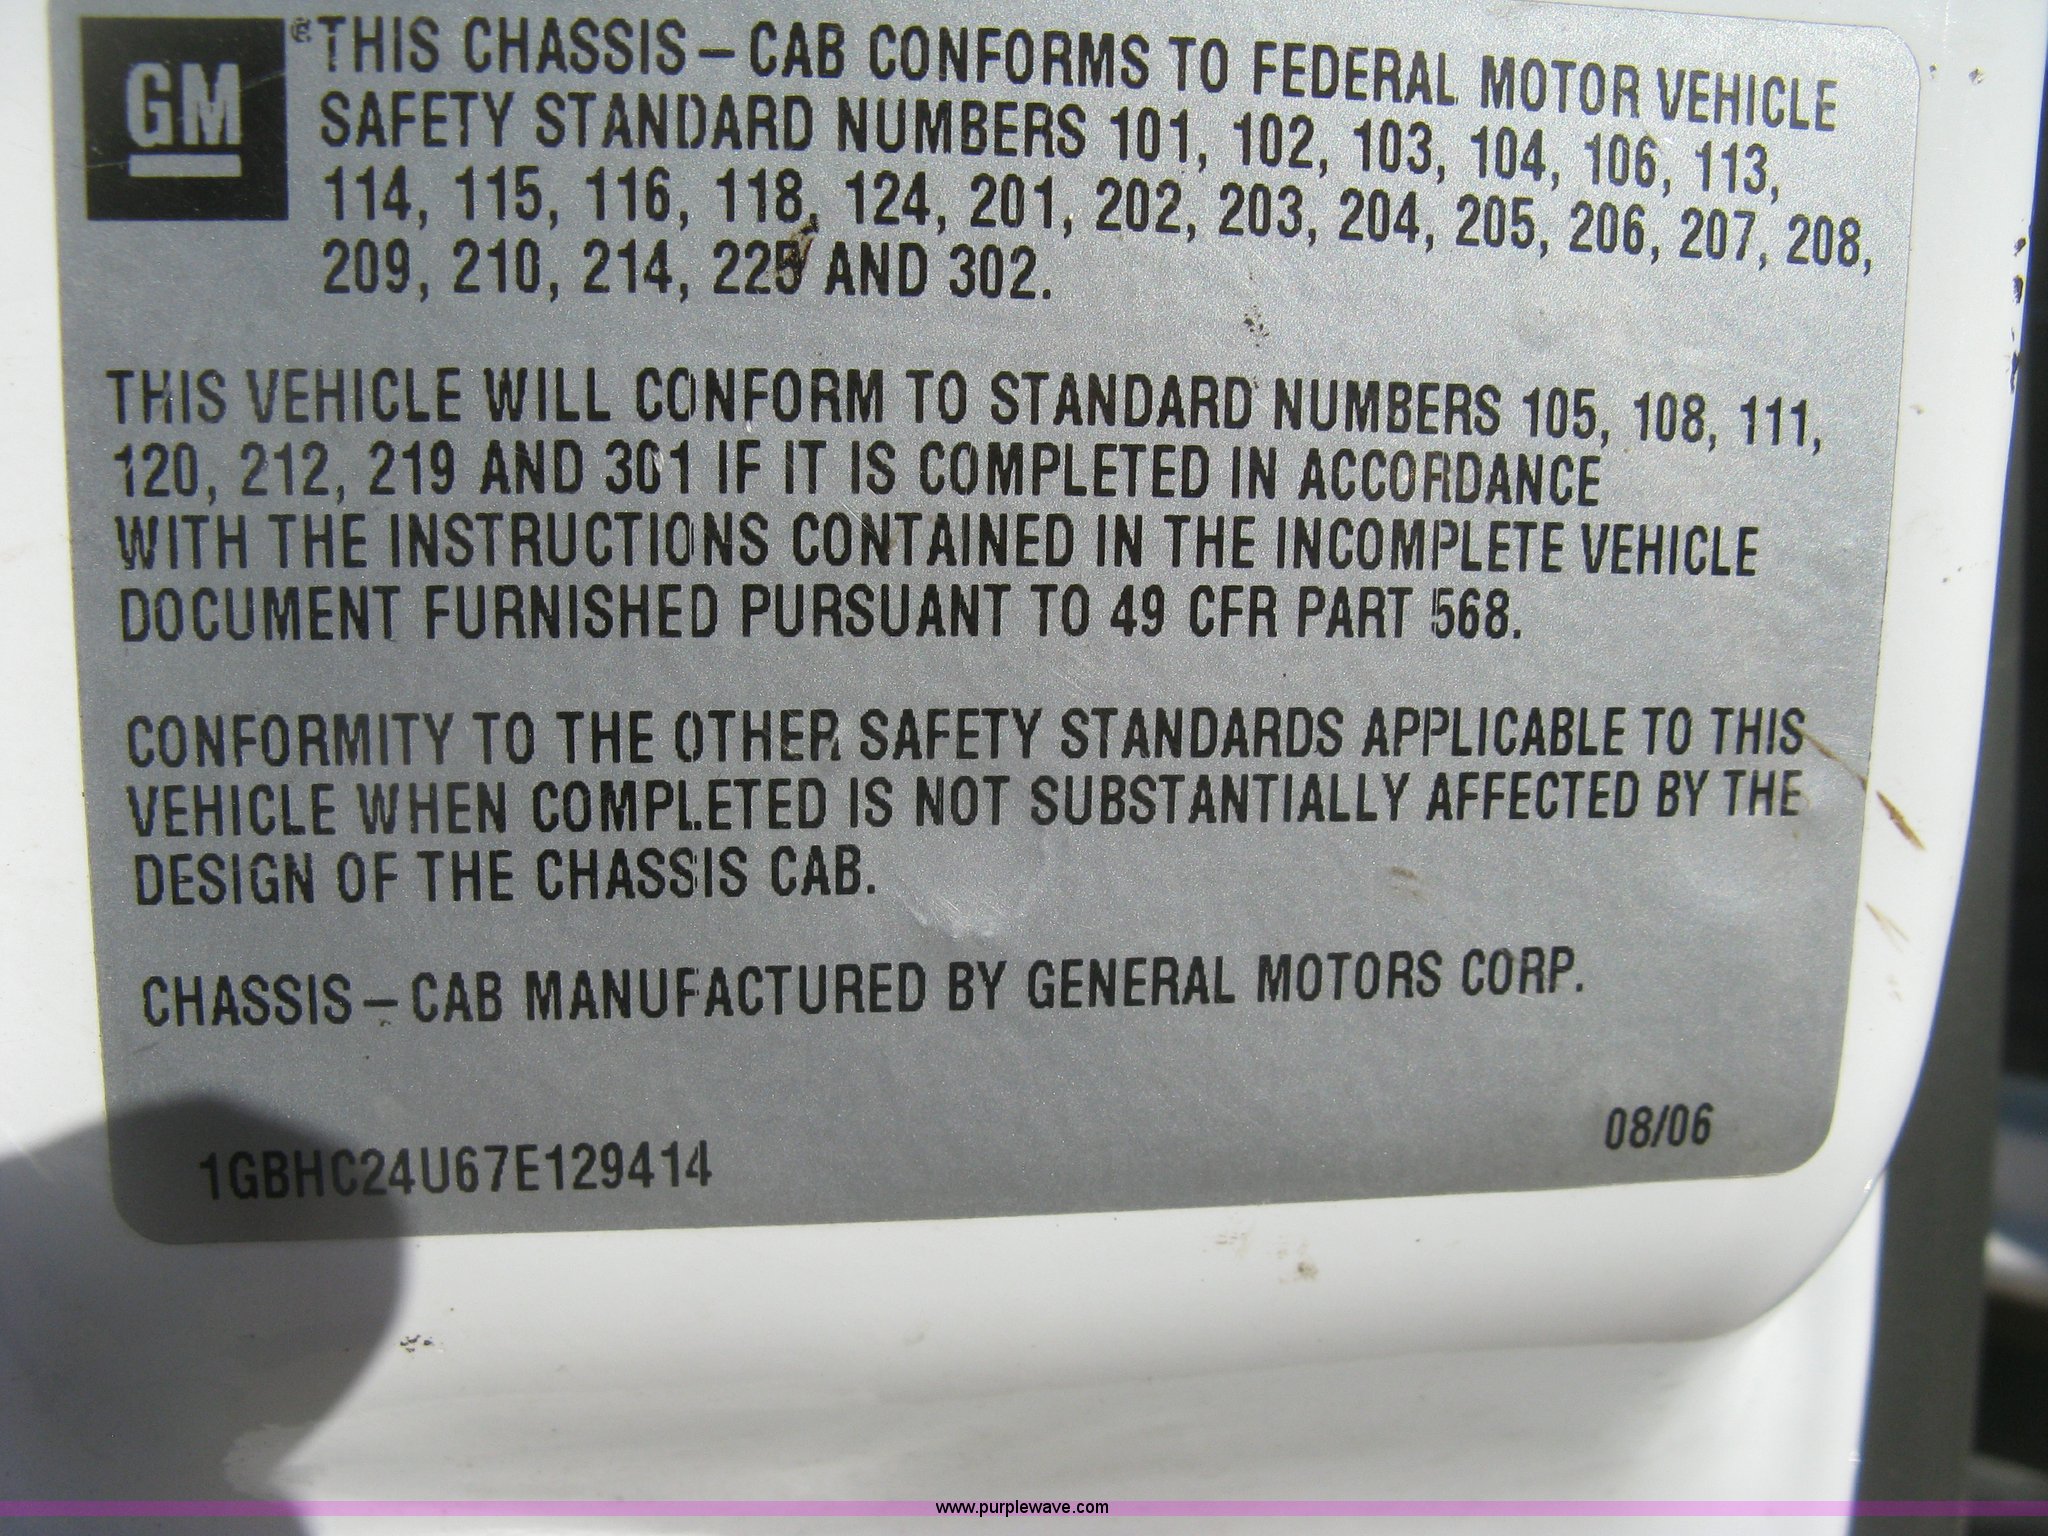 GM
THIS CHASSIS – CAB CONFORMS TO FEDERAL MOTOR VEHICLE
SAFETY STANDARD NUMBERS 101, 102, 103, 104, 106, 113,
114, 115, 116, 118, 124, 201, 202, 203, 204, 205, 206, 207, 208,
209, 210, 214, 225 AND 302.
THIS VEHICLE WILL CONFORM TO STANDARD NUMBERS 105, 108, 111,
120, 212, 219 AND 301 IF IT IS COMPLETED IN ACCORDANCE
WITH THE INSTRUCTIONS CONTAINED IN THE INCOMPLETE VEHICLE
DOCUMENT FURNISHED PURSUANT TO 49 CFR PART 568.
CONFORMITY TO THE OTHER SAFETY STANDARDS APPLICABLE TO THIS
VEHICLE WHEN COMPLETED IS NOT SUBSTANTIALLY AFFECTED BY THE
DESIGN OF THE CHASSIS CAB.
CHASSIS – CAB MANUFACTURED BY GENERAL MOTORS CORP.
08/06
1GBHC24U67E129414
www.purplewave.com